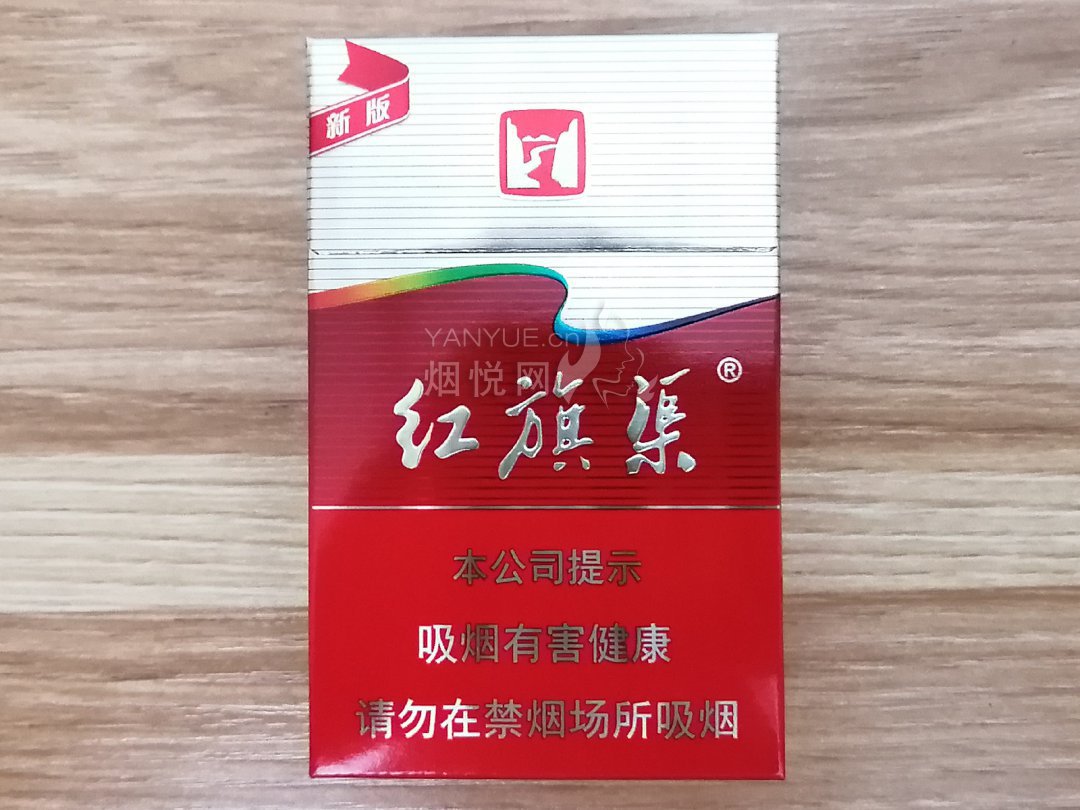 新版
YANYUE.cn
烟悦网
红旗渠®
本公司提示
吸烟有害健康
请勿在禁烟场所吸烟